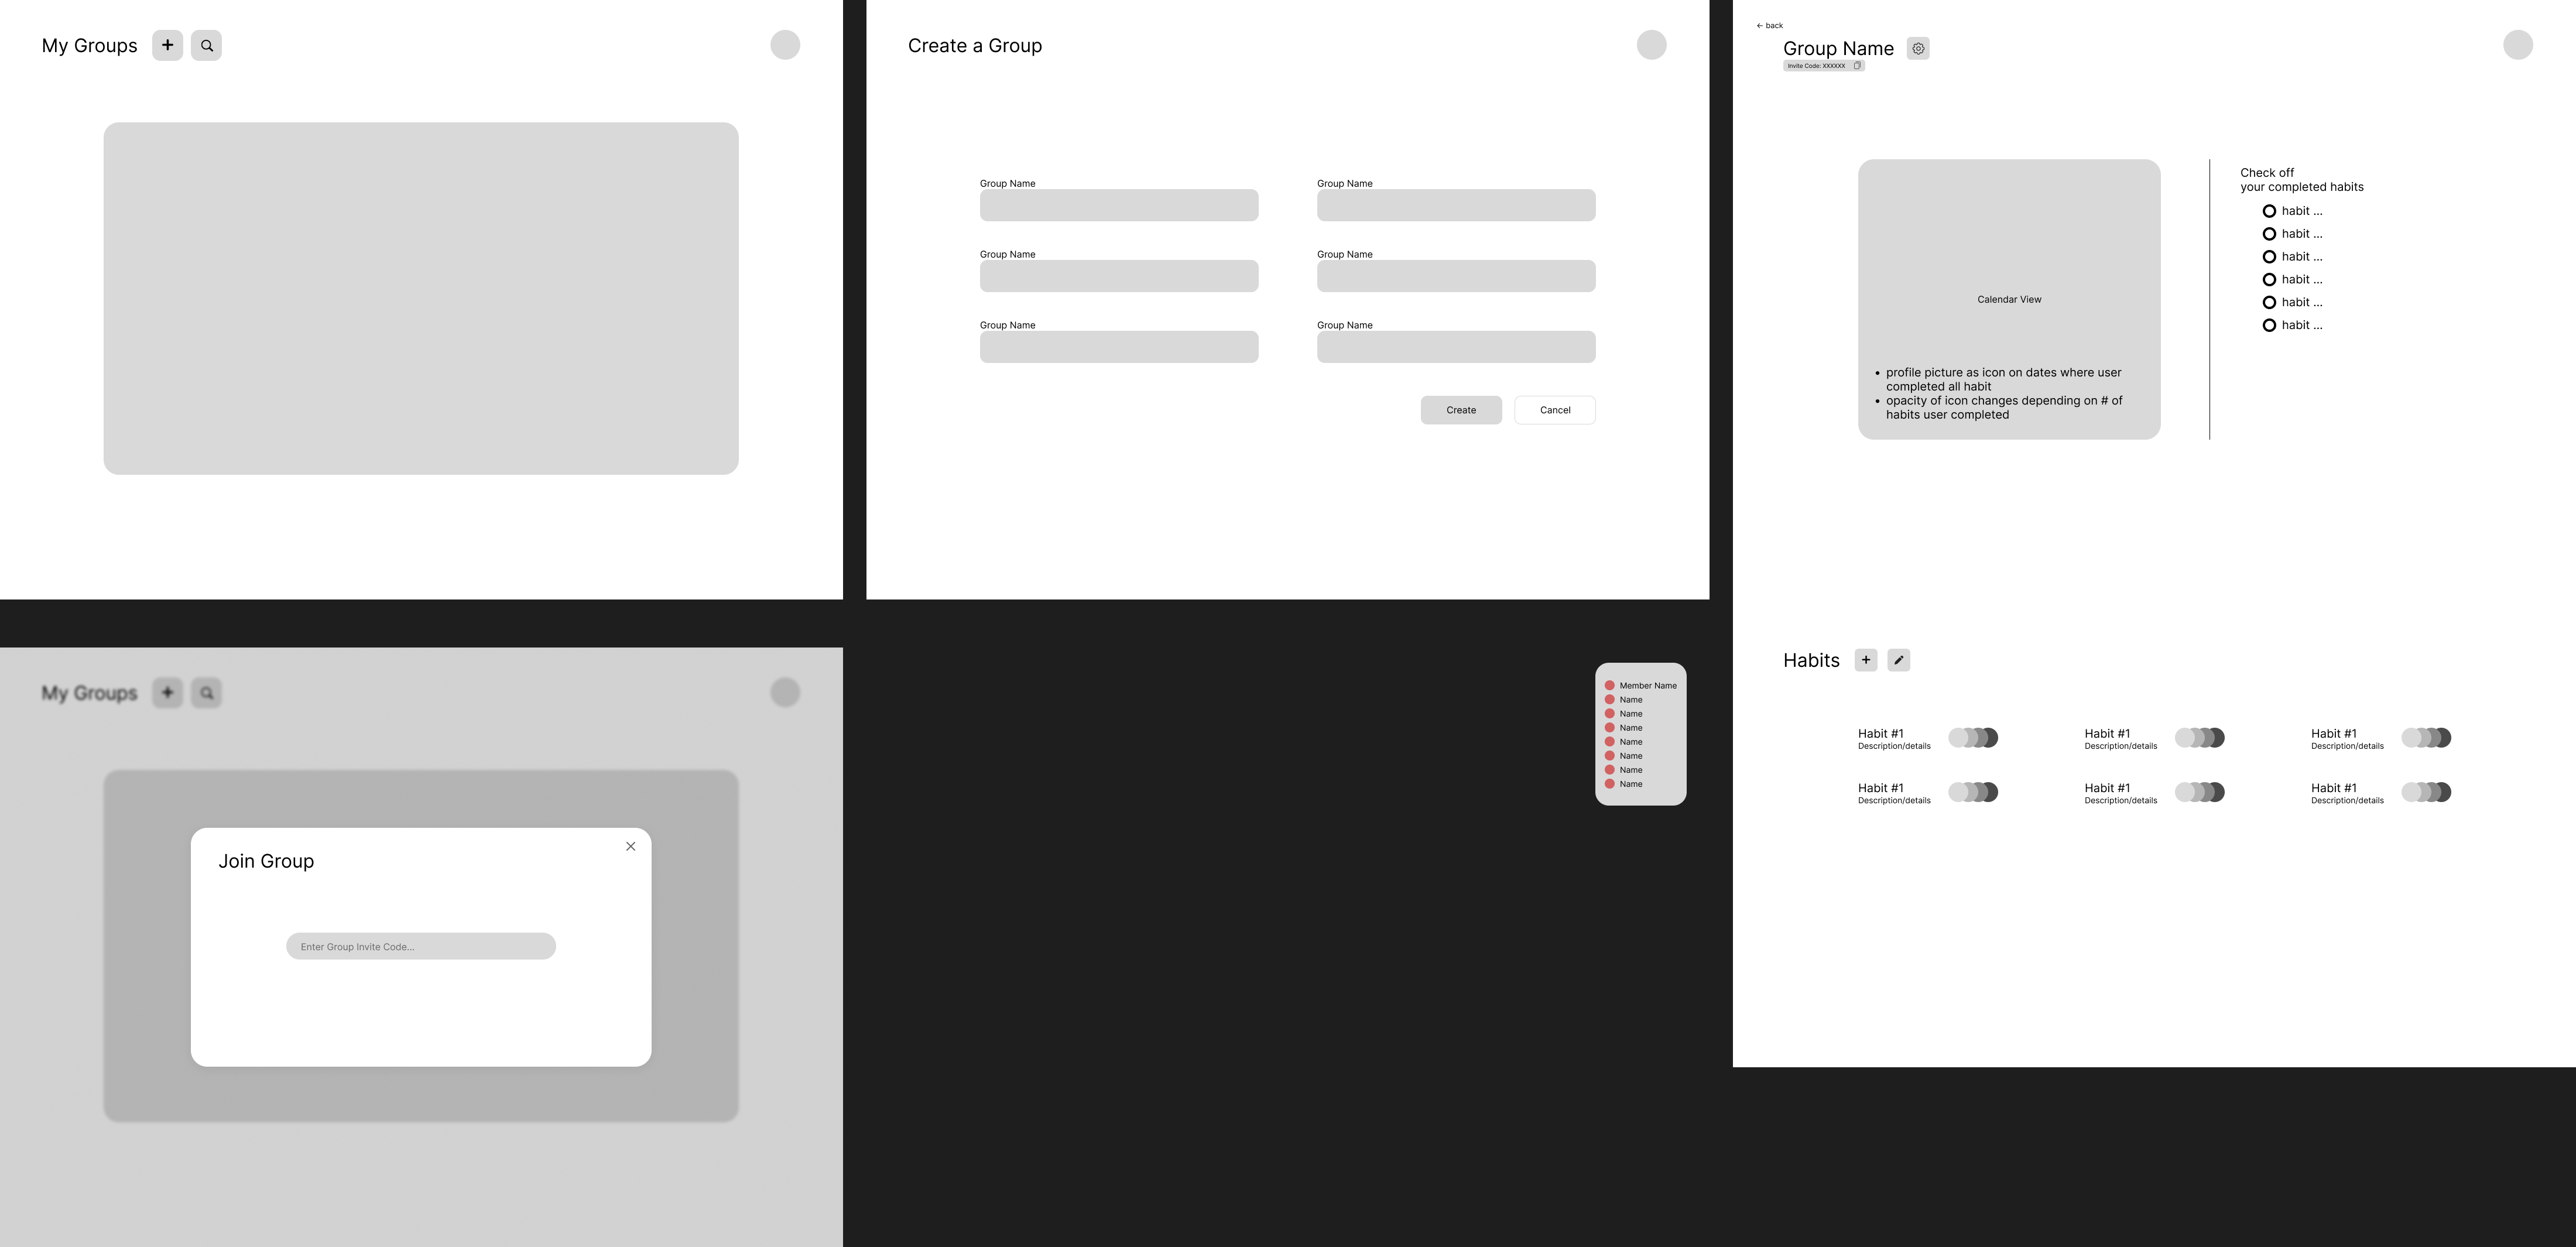 My Groups
Create a Group
Group Name
Group Name
Group Name
Group Name
Group Name
Group Name
Create
Cancel
← back
Group Name
Invite Code: XXXXXX
Calendar View
• profile picture as icon on dates where user
completed all habit
• opacity of icon changes depending on # of
habits user completed
Check off
your completed habits
habit ...
habit ...
habit ...
habit ...
habit ...
habit ...
Habits
Habit #1
Description/details
Habit #1
Description/details
Habit #1
Description/details
Habit #1
Description/details
Habit #1
Description/details
Habit #1
Description/details
My Groups
Join Group
Enter Group Invite Code...
Member Name
Name
Name
Name
Name
Name
Name
Name